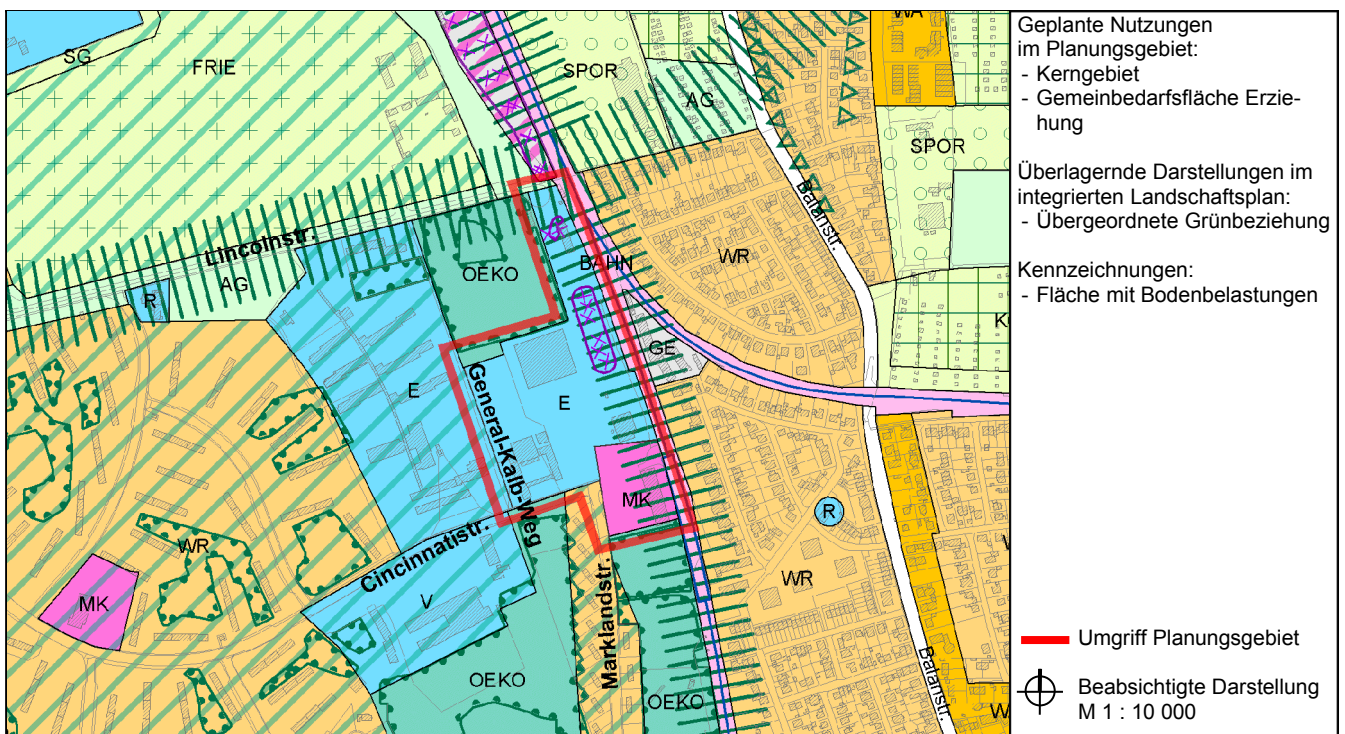 SG
FRIE
SPOR
AG
WA
SPOR
Lincolnstr.
AG
R
OEKO
BAHN
WR
Balanstr.
E
General-Kalb-Weg
E
GE
MK
WR
MK
Cincinnatistr.
V
OEKO
Marklandstr.
OEKO
R
WR
Balanstr.
Geplante Nutzungen
im Planungsgebiet:
- Kerngebiet
- Gemeinbedarfsfläche Erzie-
hung
Überlagernde Darstellungen im
integrierten Landschaftsplan:
- Übergeordnete Grünbeziehung
Kennzeichnungen:
- Fläche mit Bodenbelastungen
Umgriff Planungsgebiet
Beabsichtigte Darstellung
M 1 : 10 000